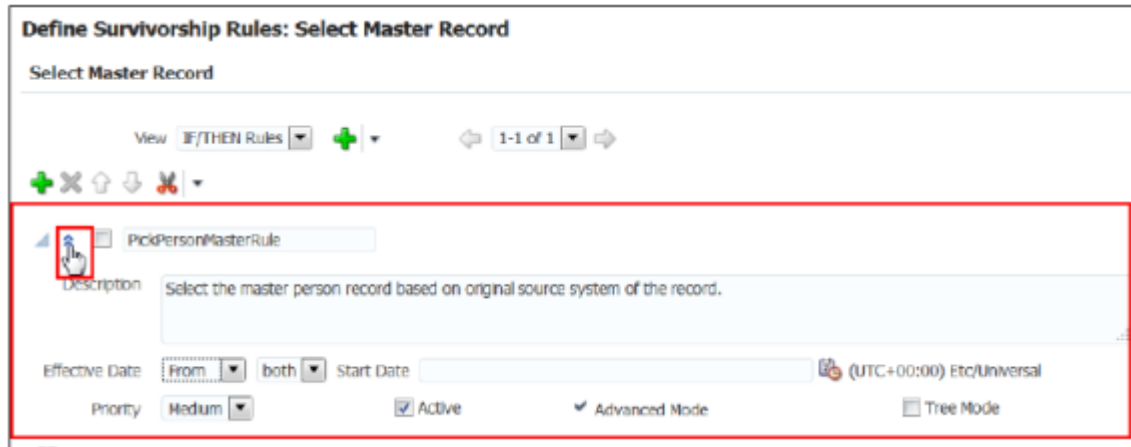 Define Survivorship Rules: Select Master Record
Select Master Record
View IF/THEN Rules 1-1 of 1
PickPersonMasterRule
Description Select the master person record based on original source system of the record.
Effective Date From both Start Date (UTC+00:00) Etc/Universal
Priority Medium Active Advanced Mode Tree Mode